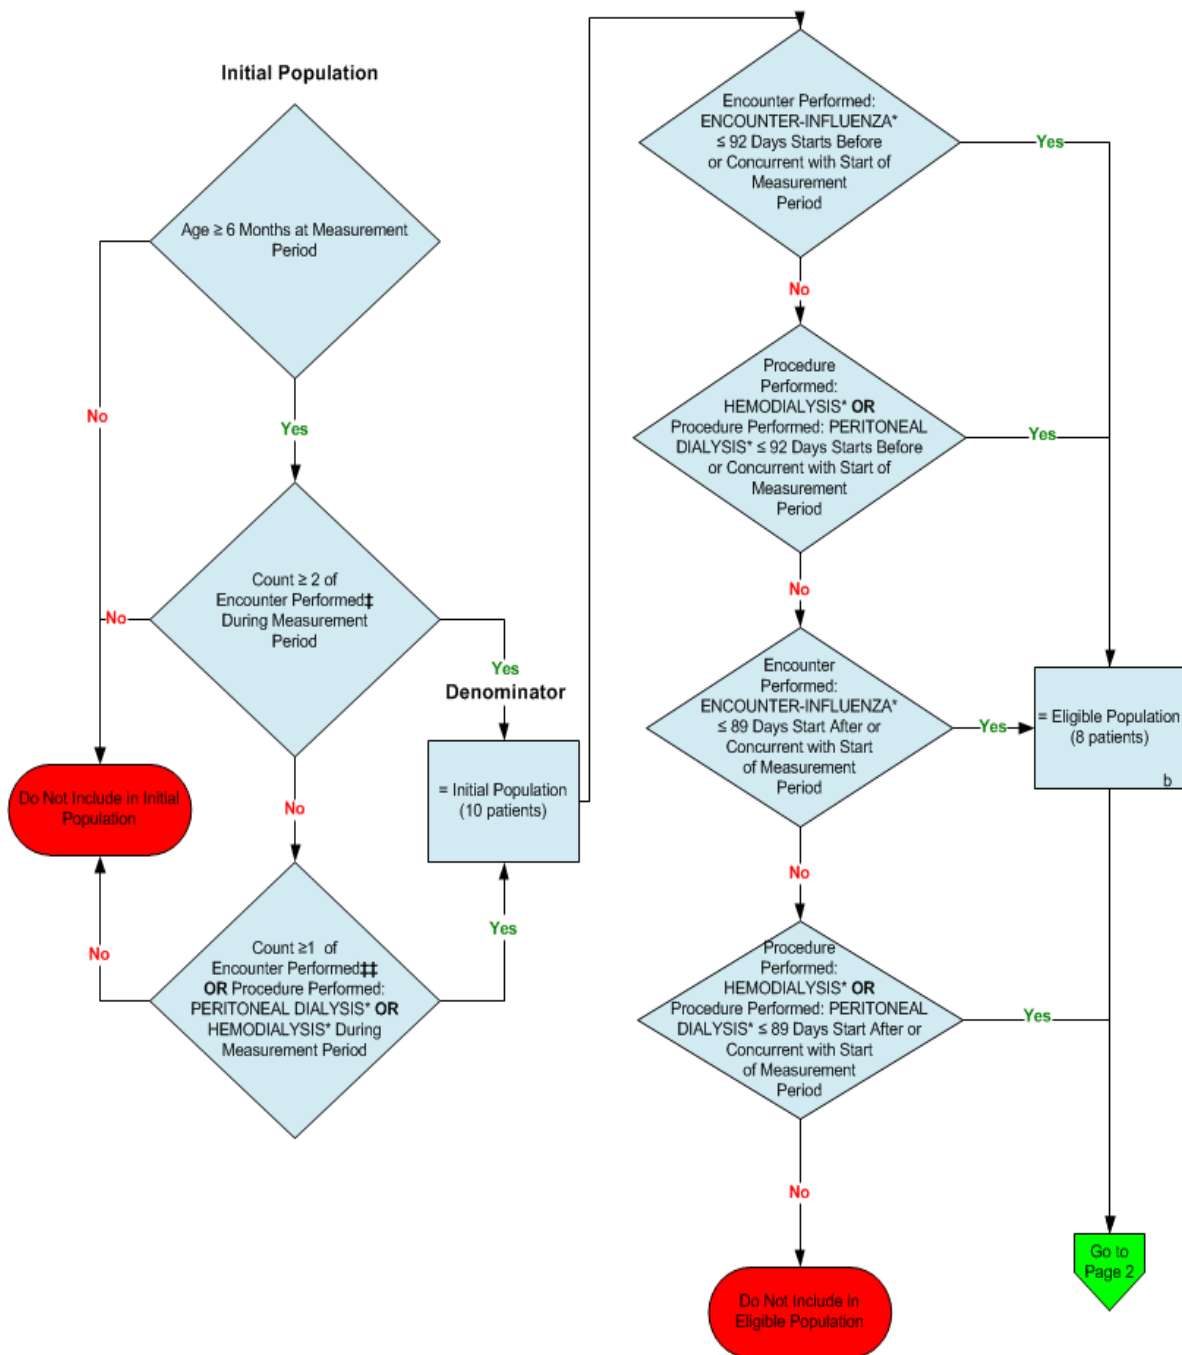 Initial Population
Age ≥ 6 Months at Measurement
Period
No
Yes
Count ≥ 2 of
Encounter Performed‡
During Measurement
Period
No
Yes
Denominator
= Initial Population
(10 patients)
Do Not Include in Initial
Population
No
Count ≥1 of
Encounter Performed‡‡
OR Procedure Performed:
PERITONEAL DIALYSIS* OR
HEMODIALYSIS* During
Measurement Period
No
Yes
Encounter Performed:
ENCOUNTER-INFLUENZA*
≤ 92 Days Starts Before
or Concurrent with Start of
Measurement
Period
Yes
No
Procedure
Performed:
HEMODIALYSIS* OR
Procedure Performed: PERITONEAL
DIALYSIS* ≤ 92 Days Starts Before
or Concurrent with Start of
Measurement
Period
Yes
No
Encounter
Performed:
ENCOUNTER-INFLUENZA*
≤ 89 Days Start After or
Concurrent with Start
of Measurement
Period
Yes
= Eligible Population
(8 patients)
b
No
Procedure
Performed:
HEMODIALYSIS* OR
Procedure Performed: PERITONEAL
DIALYSIS* ≤ 89 Days Start After or
Concurrent with Start
of Measurement
Period
Yes
No
Do Not Include in
Eligible Population
Go to
Page 2